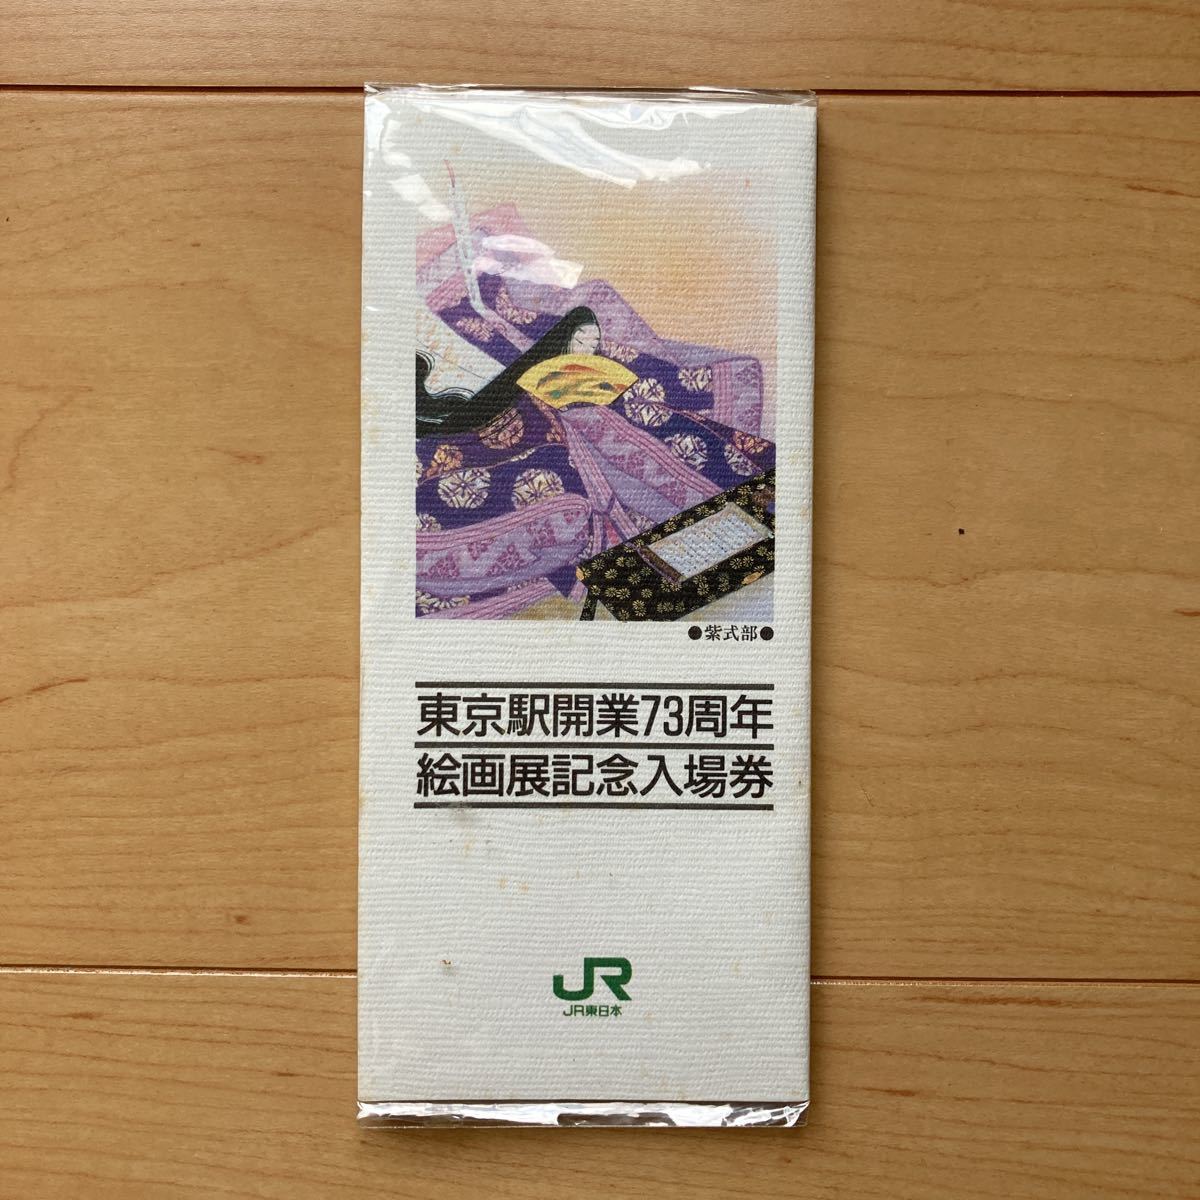 ●紫式部●
東京駅開業73周年
絵画展記念入場券
JR
JR東日本